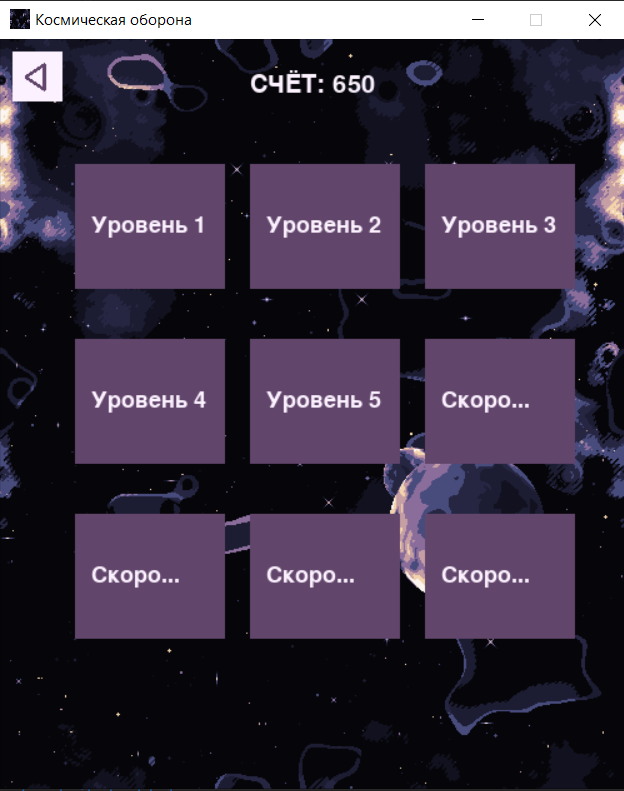 Космическая оборона
СЧЁТ: 650
Уровень 1
Уровень 2
Уровень 3
Уровень 4
Уровень 5
Скоро...
Скоро...
Скоро...
Скоро...